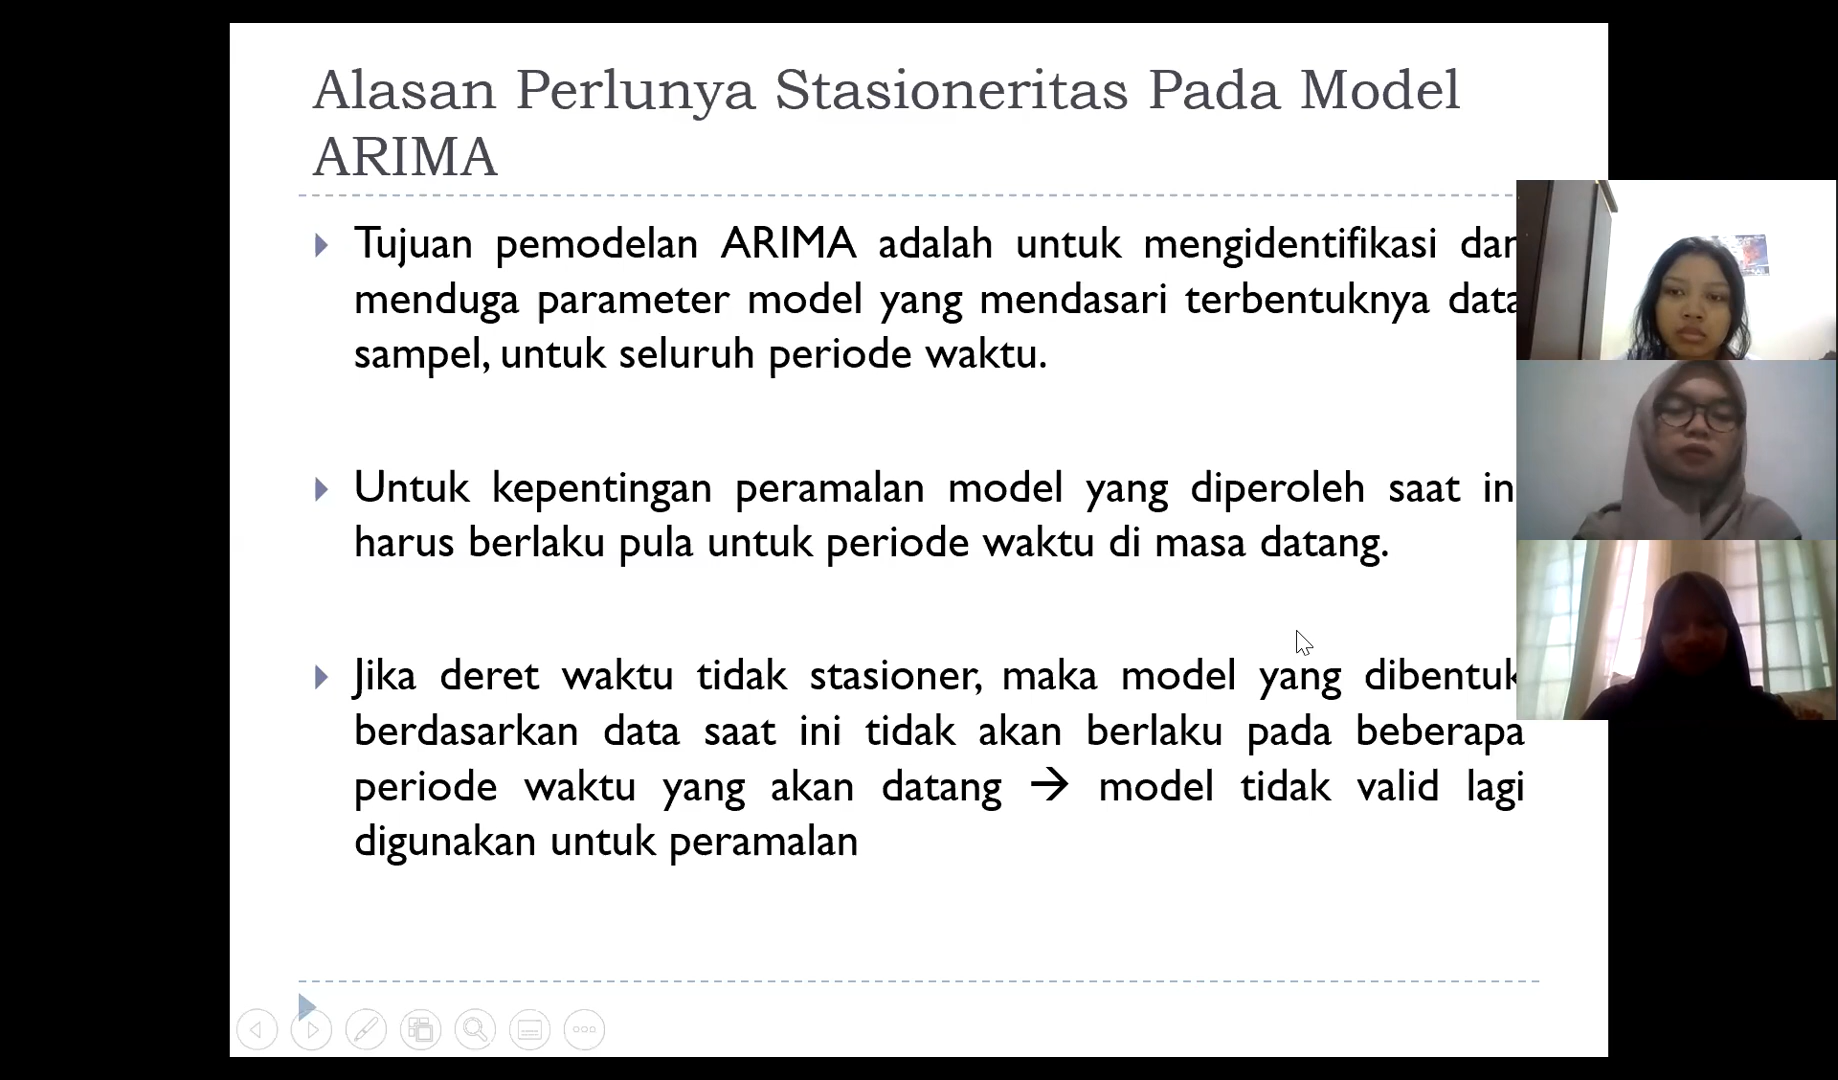 Alasan Perlunya Stasioneritas Pada Model
ARIMA
Tujuan pemodelan ARIMA adalah untuk mengidentifikasi dan
menduga parameter model yang mendasari terbentuknya data
sampel, untuk seluruh periode waktu.
Untuk kepentingan peramalan model yang diperoleh saat ini
harus berlaku pula untuk periode waktu di masa datang.
Jika deret waktu tidak stasioner, maka model yang dibentuk
berdasarkan data saat ini tidak akan berlaku pada beberapa
periode waktu yang akan datang → model tidak valid lagi
digunakan untuk peramalan